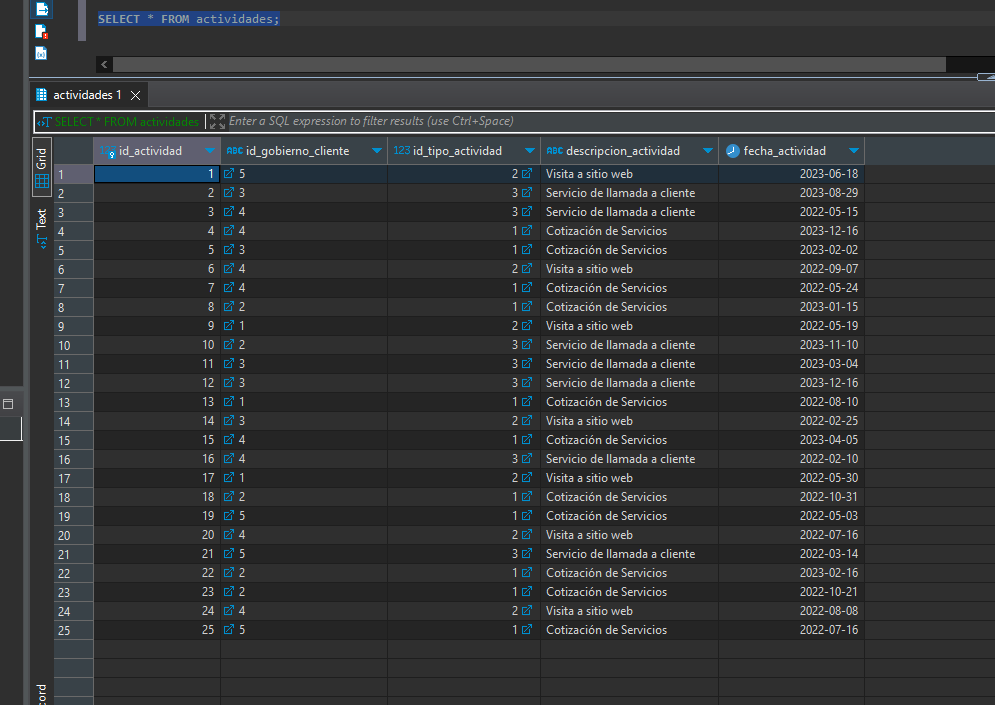 SELECT * FROM actividades;
actividades 1
SELECT * FROM actividades Enter a SQL expression to filter results (use Ctrl+Space)
Grid
Text
id_actividad ABC id_gobierno_cliente 123 id_tipo_actividad ABC descripcion_actividad fecha_actividad
1 1 5 2 Visita a sitio web 2023-06-18
2 2 3 3 Servicio de llamada a cliente 2023-08-29
3 3 4 3 Servicio de llamada a cliente 2022-05-15
4 4 4 1 Cotización de Servicios 2023-12-16
5 5 3 1 Cotización de Servicios 2023-02-02
6 6 4 2 Visita a sitio web 2022-09-07
7 7 4 1 Cotización de Servicios 2022-05-24
8 8 2 1 Cotización de Servicios 2023-01-15
9 9 1 2 Visita a sitio web 2022-05-19
10 10 2 3 Servicio de llamada a cliente 2023-11-10
11 11 3 3 Servicio de llamada a cliente 2023-03-04
12 12 3 3 Servicio de llamada a cliente 2023-12-16
13 13 1 1 Cotización de Servicios 2022-08-10
14 14 3 2 Visita a sitio web 2022-02-25
15 15 4 1 Cotización de Servicios 2023-04-05
16 16 4 3 Servicio de llamada a cliente 2022-02-10
17 17 1 2 Visita a sitio web 2022-05-30
18 18 2 1 Cotización de Servicios 2022-10-31
19 19 5 1 Cotización de Servicios 2022-05-03
20 20 4 2 Visita a sitio web 2022-07-16
21 21 5 3 Servicio de llamada a cliente 2022-03-14
22 22 2 1 Cotización de Servicios 2023-02-16
23 23 2 1 Cotización de Servicios 2022-10-21
24 24 4 2 Visita a sitio web 2022-08-08
25 25 5 1 Cotización de Servicios 2022-07-16
ord